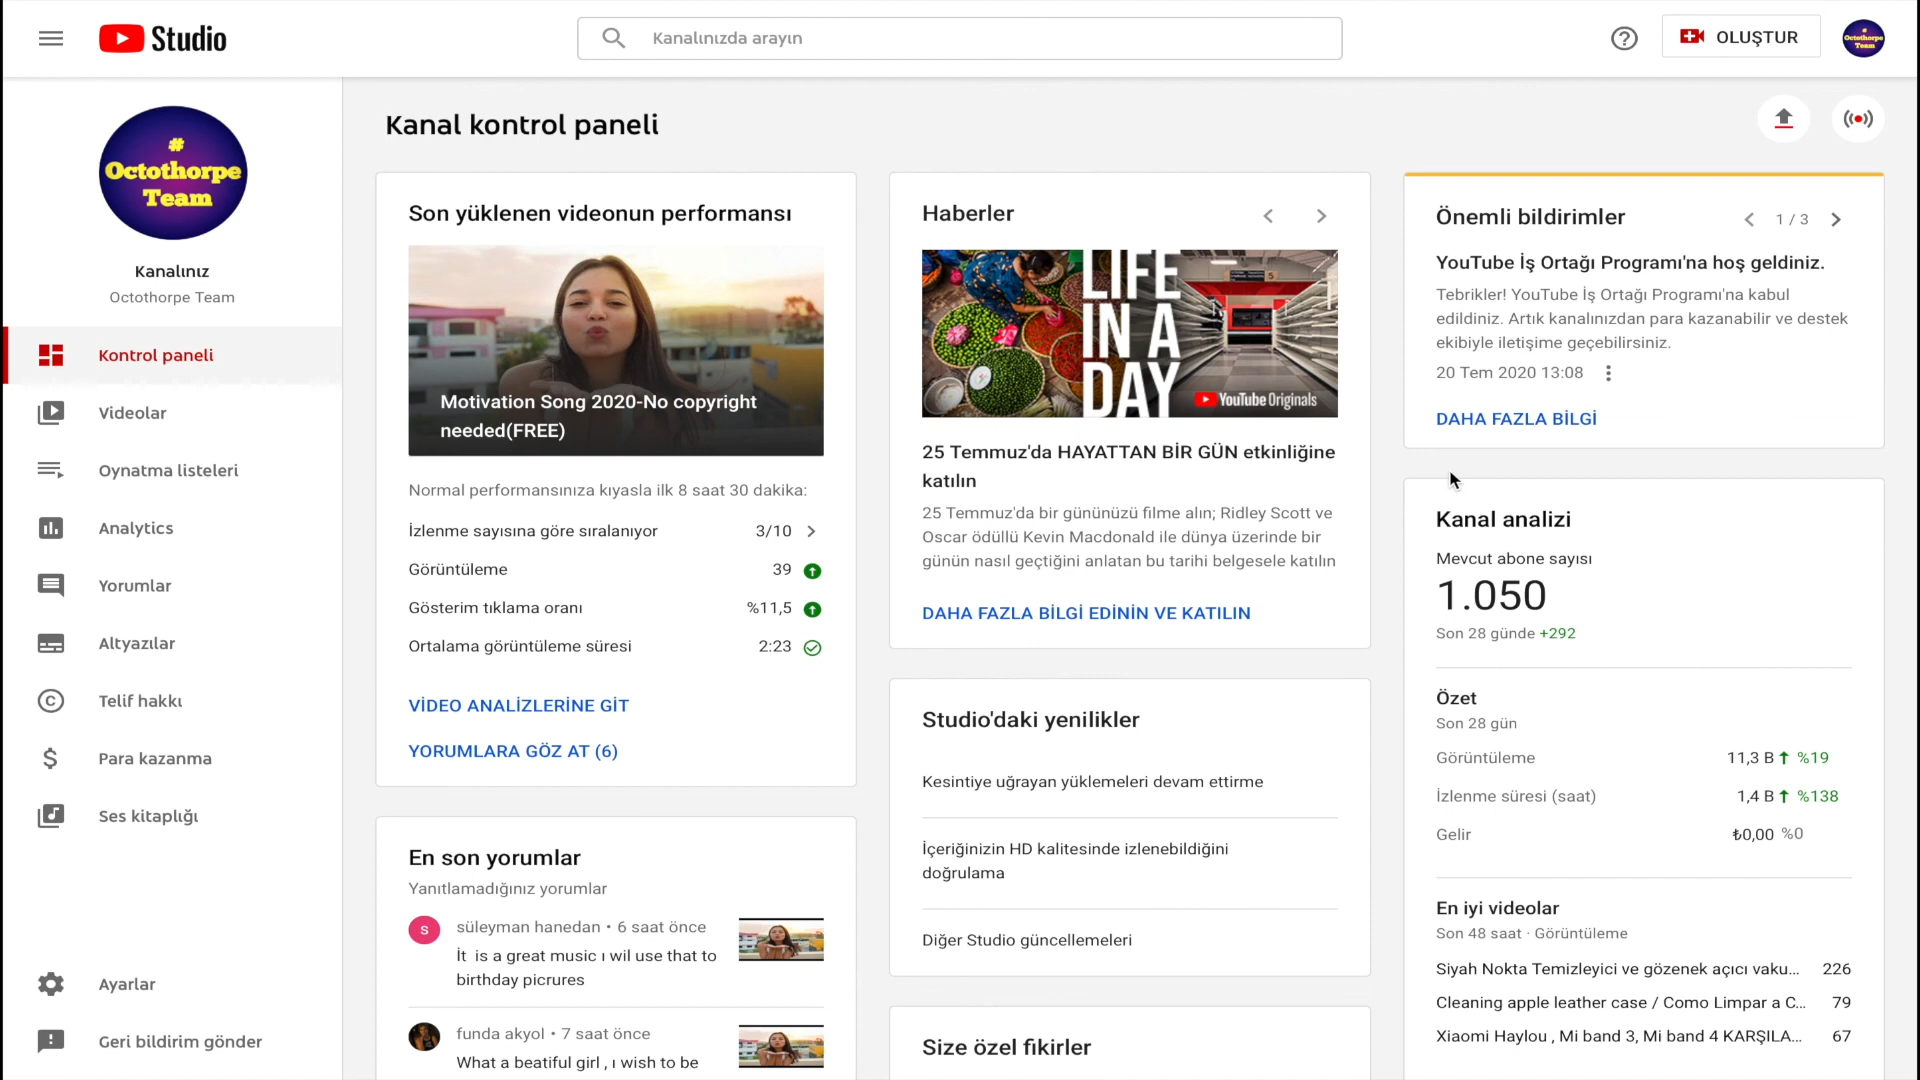 Studio
Kanalınızda arayın
OLUŞTUR
#
Octothorpe
Team
#
Octothorpe
Team
Kanalınız
Octothorpe Team
Kontrol paneli
Videolar
Oynatma listeleri
Analytics
Yorumlar
Altyazılar
Telif hakkı
Para kazanma
Ses kitaplığı
Ayarlar
Geri bildirim gönder
Kanal kontrol paneli
Son yüklenen videonun performansı
Motivation Song 2020-No copyright
needed(FREE)
Normal performansınıza kıyasla ilk 8 saat 30 dakika:
İzlenme sayısına göre sıralanıyor 3/10
Görüntüleme 39
Gösterim tıklama oranı %11,5
Ortalama görüntüleme süresi 2:23
VİDEO ANALİZLERİNE GİT
YORUMLARA GÖZ AT (6)
En son yorumlar
Yanıtlamadığınız yorumlar
s
süleyman hanedan • 6 saat önce
İt is a great music ı wil use that to
birthday picrures
funda akyol • 7 saat önce
What a beatiful girl , ı wish to be
Haberler
LIFE
IN A
DAY
YouTube Originals
25 Temmuz'da HAYATTAN BİR GÜN etkinliğine
katılın
25 Temmuz'da bir gününüzü filme alın; Ridley Scott ve
Oscar ödüllü Kevin Macdonald ile dünya üzerinde bir
günün nasıl geçtiğini anlatan bu tarihi belgesele katılın
DAHA FAZLA BİLGİ EDİNİN VE KATILIN
Studio'daki yenilikler
Kesintiye uğrayan yüklemeleri devam ettirme
İçeriğinizin HD kalitesinde izlenebildiğini
doğrulama
Diğer Studio güncellemeleri
Size özel fikirler
Önemli bildirimler 1 / 3
YouTube İş Ortağı Programı'na hoş geldiniz.
Tebrikler! YouTube İş Ortağı Programı'na kabul
edildiniz. Artık kanalınızdan para kazanabilir ve destek
ekibiyle iletişime geçebilirsiniz.
20 Tem 2020 13:08
DAHA FAZLA BİLGİ
Kanal analizi
Mevcut abone sayısı
1.050
Son 28 günde +292
Özet
Son 28 gün
Görüntüleme 11,3 B %19
İzlenme süresi (saat) 1,4 B %138
Gelir ₺0,00 %0
En iyi videolar
Son 48 saat · Görüntüleme
Siyah Nokta Temizleyici ve gözenek açıcı vaku... 226
Cleaning apple leather case / Como Limpar a C... 79
Xiaomi Haylou , Mi band 3, Mi band 4 KARŞILA... 67